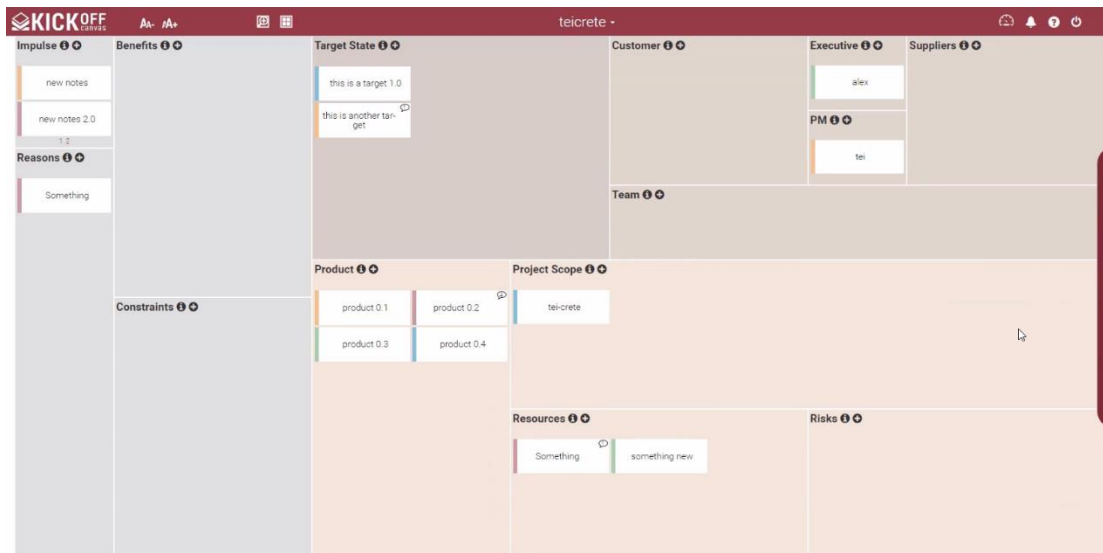 KICKOFF
canvas
AA- AA+
teicrete
Impulse
new notes
new notes 2.0
1
Reasons
Something
Benefits
Constraints
Target State
this is a target 1.0
this is another tar-
get
Customer
Executive
alex
PM
tei
Suppliers
Team
Product
product 0.1
product 0.2
product 0.3
product 0.4
Project Scope
tei-crete
Resources
Something
something new
Risks